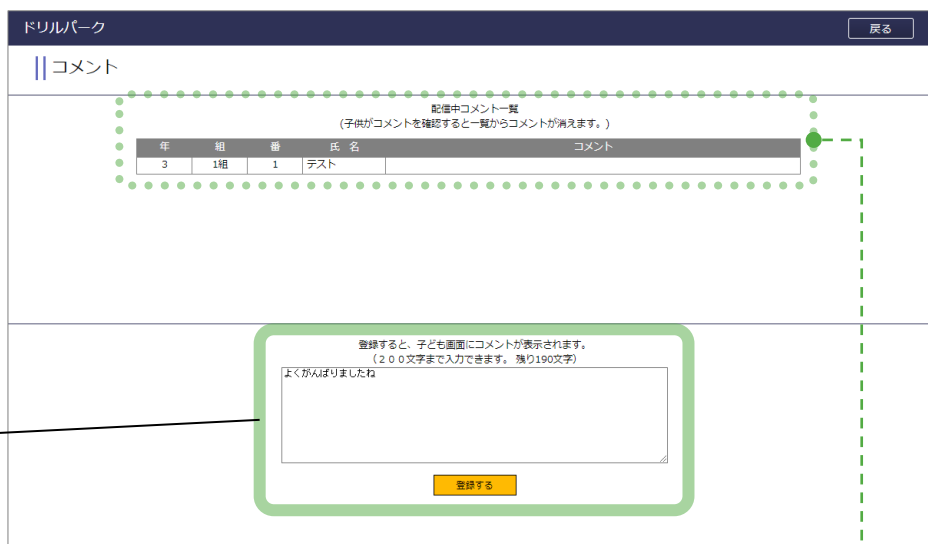 ドリルパーク
戻る
コメント
配信中コメント一覧
(子供がコメントを確認すると一覧からコメントが消えます。)
年 組 番 氏 名 コメント
3 1組 1 テスト
登録すると、子ども画面にコメントが表示されます。
(２００文字まで入力できます。 残り190文字)
よくがんばりましたね
登録する